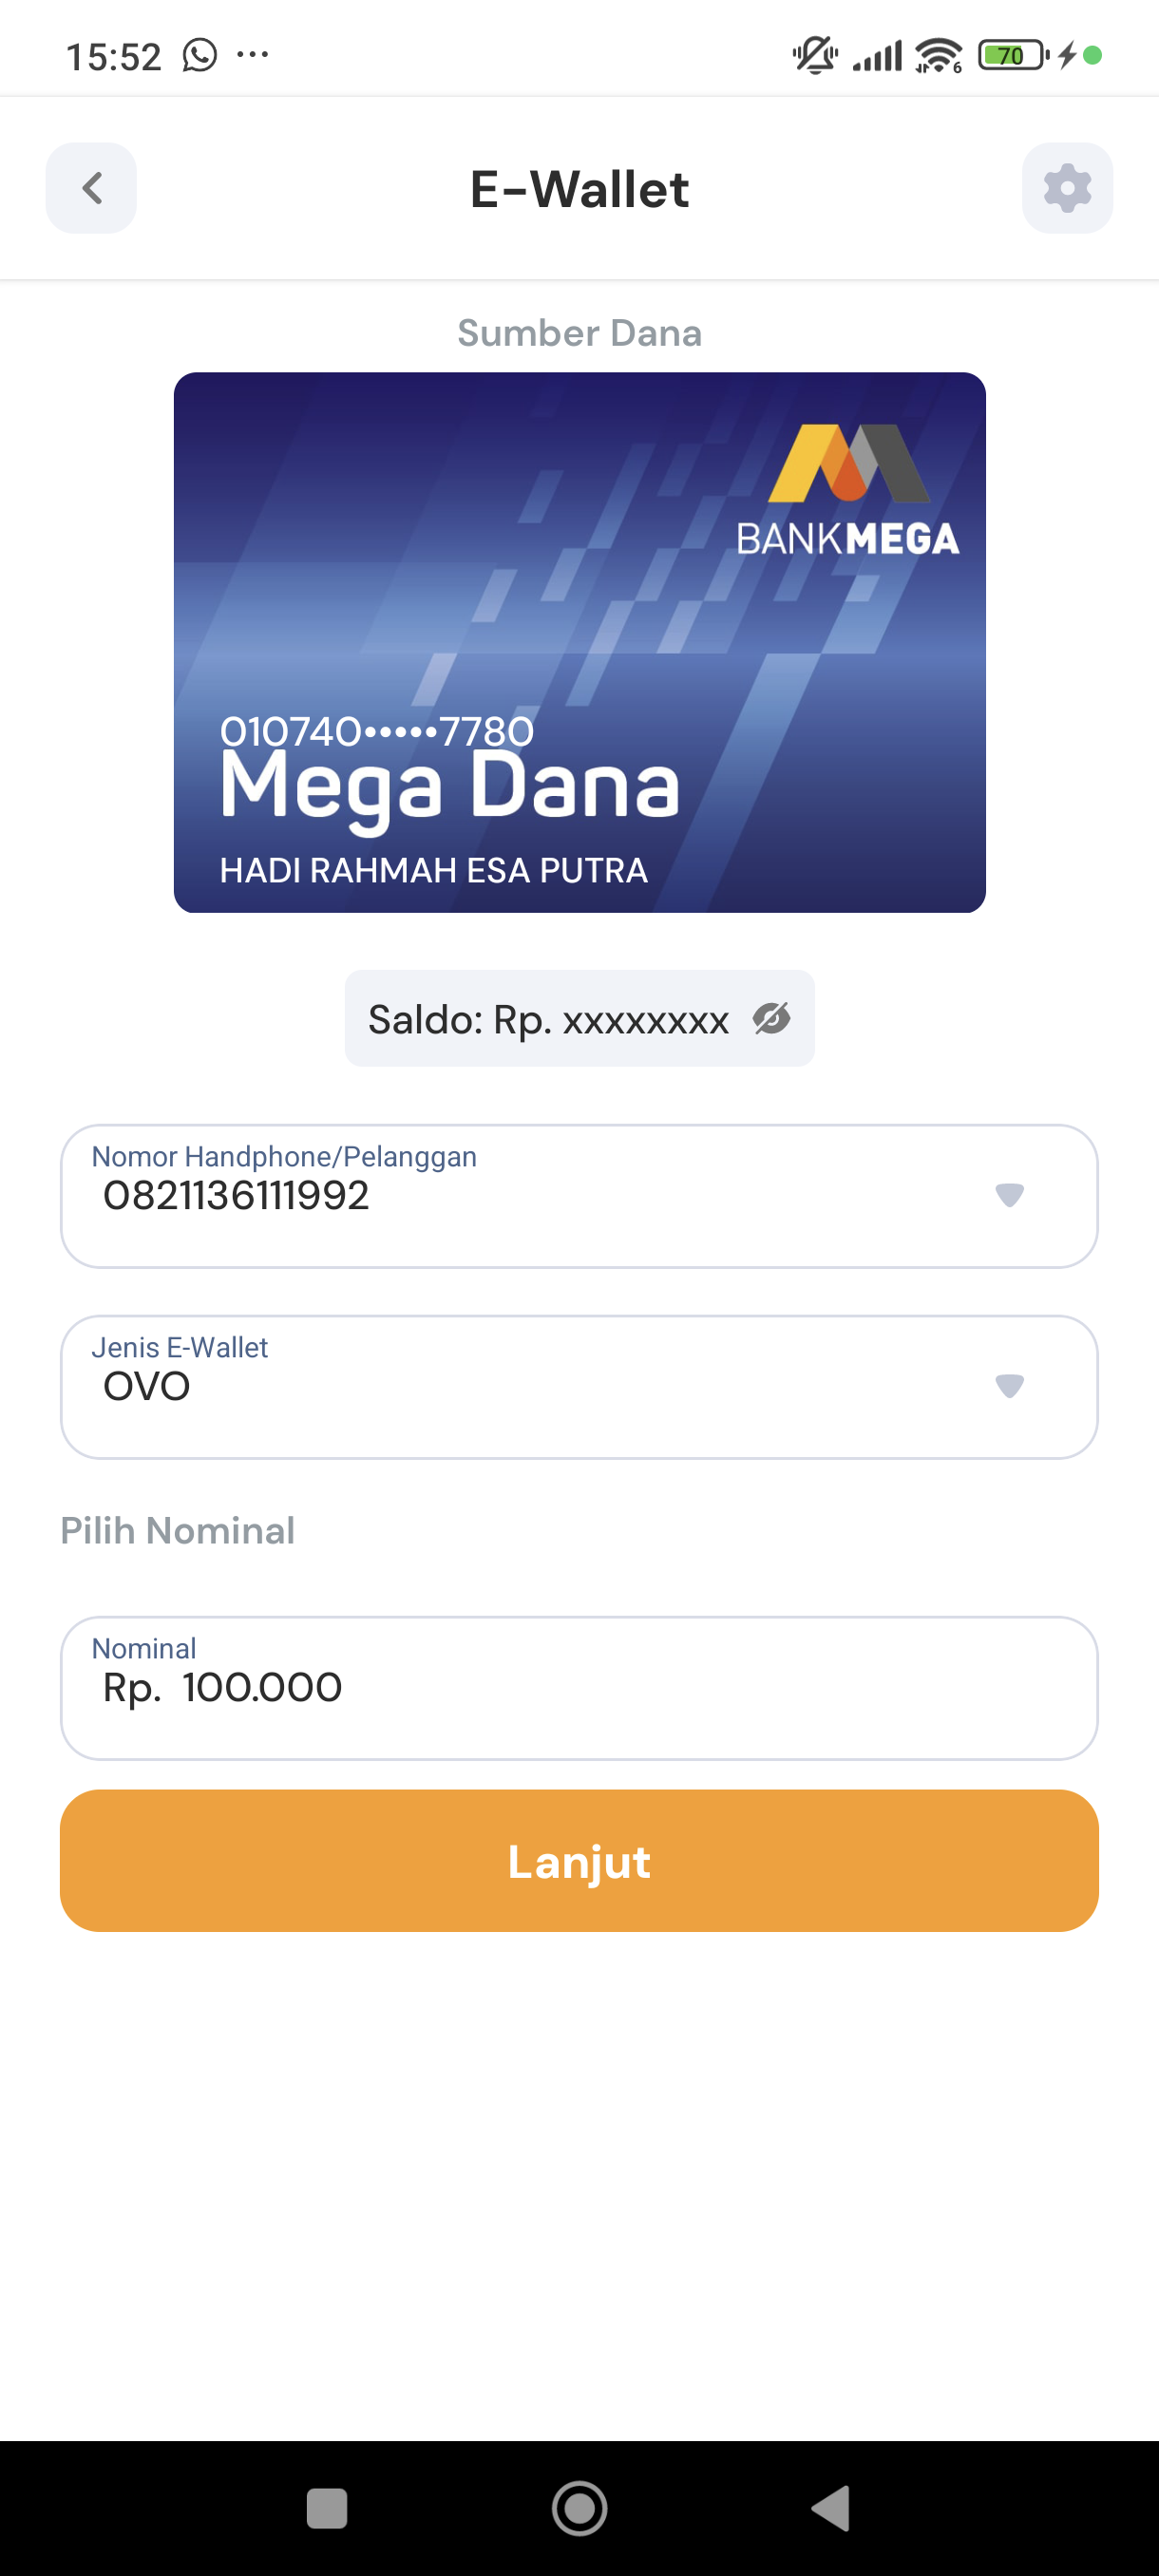 15:52
70
6
E-Wallet
Sumber Dana
BANKMEGA
010740•••••7780
Mega Dana
HADI RAHMAH ESA PUTRA
Saldo: Rp. xxxxxxxx
Nomor Handphone/Pelanggan
0821136111992
Jenis E-Wallet
OVO
Pilih Nominal
Nominal
Rp. 100.000
Lanjut